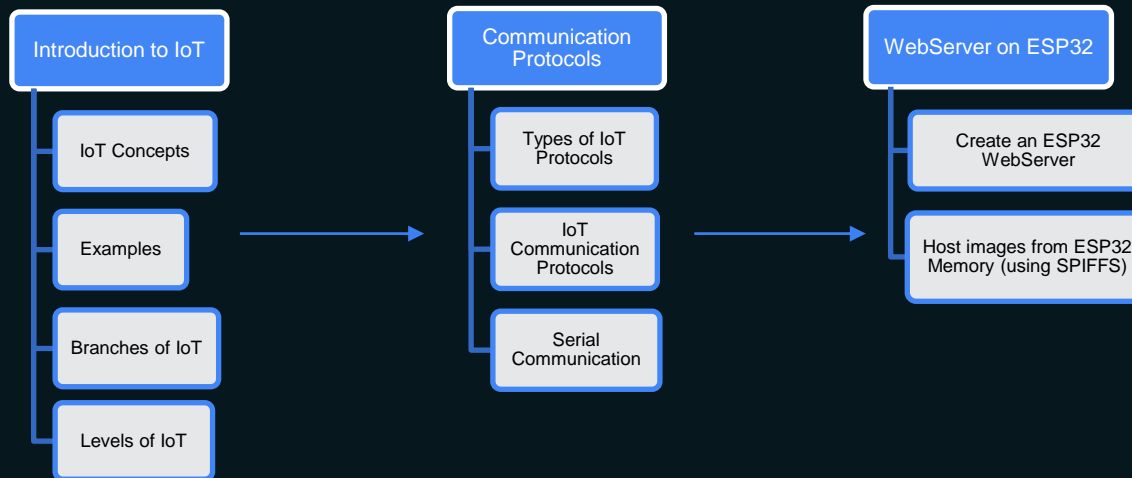 Introduction to IoT
IoT Concepts
Examples
Branches of IoT
Levels of IoT
Communication
Protocols
Types of IoT
Protocols
IoT
Communication
Protocols
Serial
Communication
WebServer on ESP32
Create an ESP32
WebServer
Host images from ESP32
Memory (using SPIFFS)